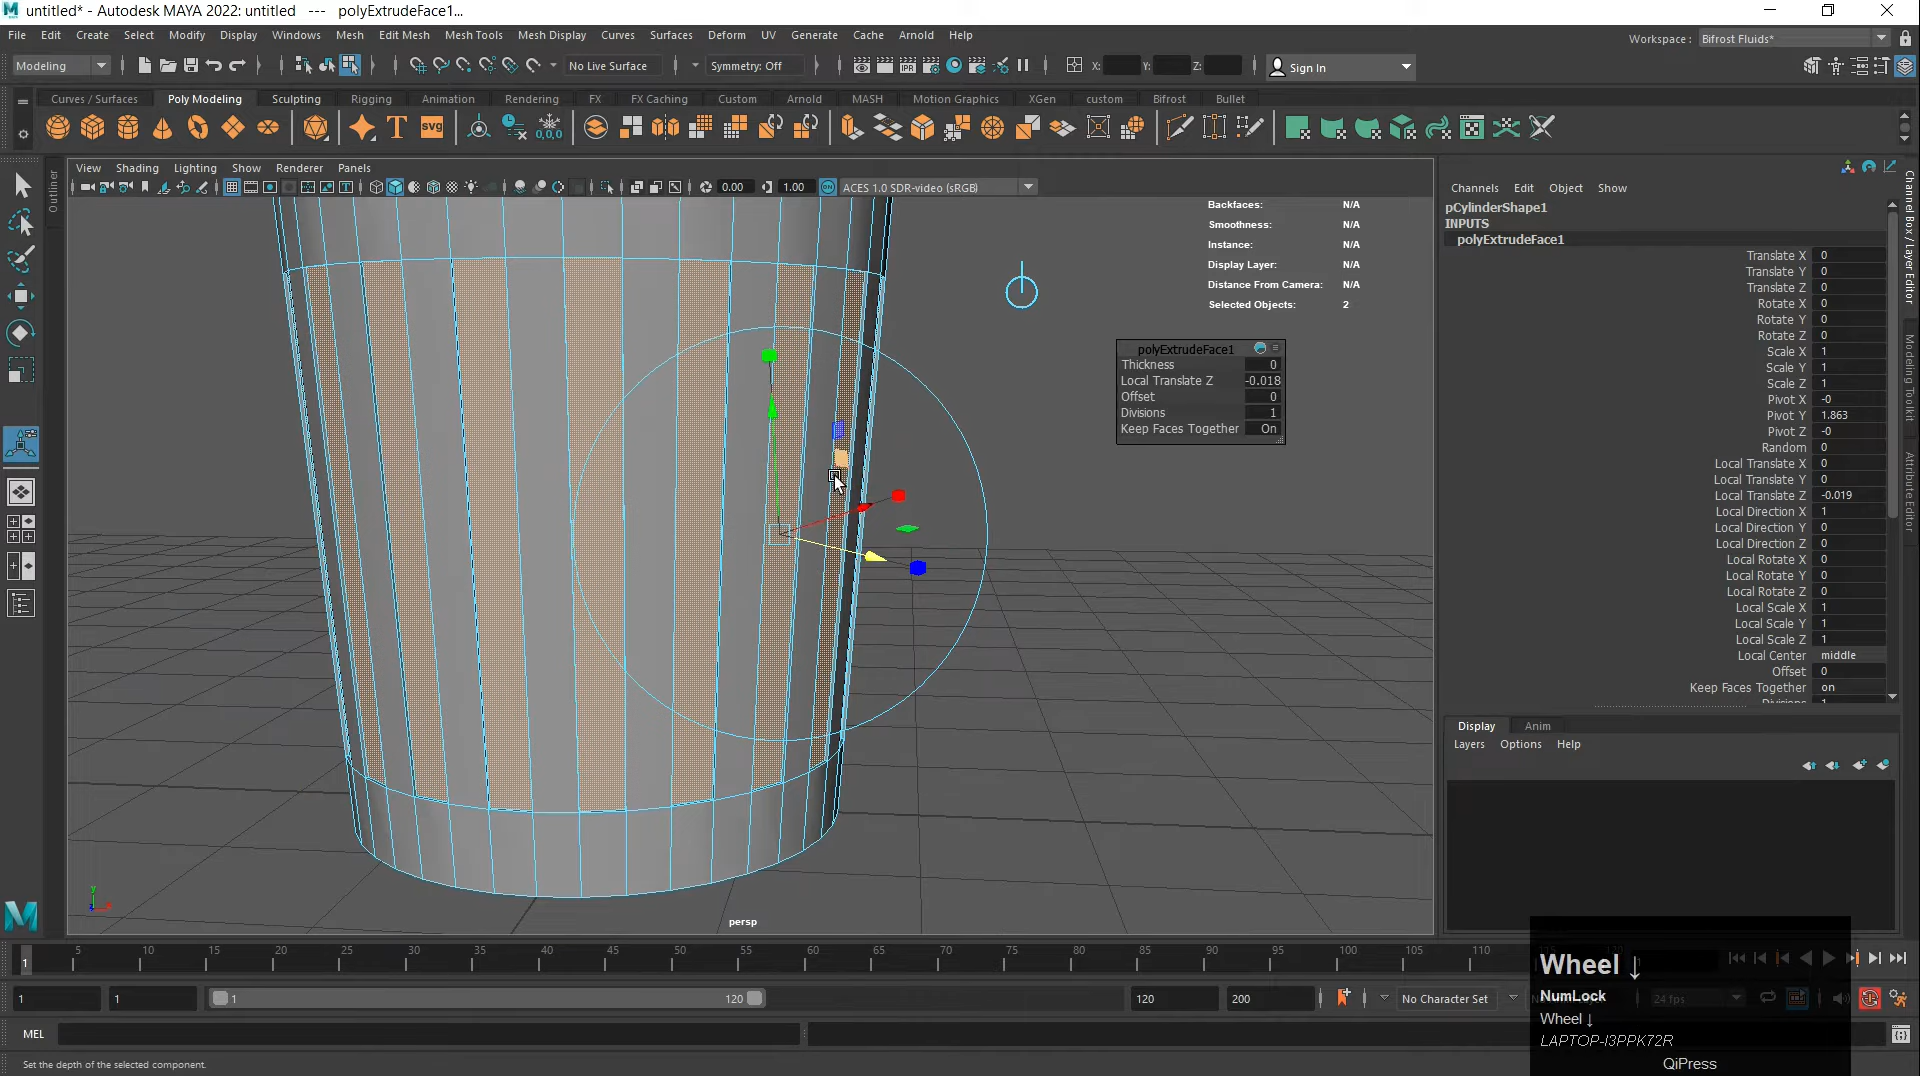 untitled* - Autodesk MAYA 2022: untitled   ---   polyExtrudeFace1...
File Edit Create Select Modify Display Windows Mesh Edit Mesh Mesh Tools Mesh Display Curves Surfaces Deform UV Generate Cache Arnold Help
Workspace : Bifrost Fluids*
Modeling No Live Surface Symmetry: Off X: Y: Z: Sign In
Curves / Surfaces Poly Modeling Sculpting Rigging Animation Rendering FX FX Caching Custom Arnold MASH Motion Graphics XGen custom Bifrost Bullet
View Shading Lighting Show Renderer Panels
0.00 1.00 ACES 1.0 SDR-video (sRGB)
Outliner
Backfaces: N/A
Smoothness: N/A
Instance: N/A
Display Layer: N/A
Distance From Camera: N/A
Selected Objects: 2
polyExtrudeFace1
Thickness 0
Local Translate Z -0.018
Offset 0
Divisions 1
Keep Faces Together On
persp
Channels Edit Object Show
pCylinderShape1
INPUTS
polyExtrudeFace1
Translate X 0
Translate Y 0
Translate Z 0
Rotate X 0
Rotate Y 0
Rotate Z 0
Scale X 1
Scale Y 1
Scale Z 1
Pivot X -0
Pivot Y 1.863
Pivot Z -0
Random 0
Local Translate X 0
Local Translate Y 0
Local Translate Z -0.019
Local Direction X 1
Local Direction Y 0
Local Direction Z 0
Local Rotate X 0
Local Rotate Y 0
Local Rotate Z 0
Local Scale X 1
Local Scale Y 1
Local Scale Z 1
Local Center middle
Offset 0
Keep Faces Together on
Channel Box / Layer Editor
Modeling Toolkit
Attribute Editor
Display Anim
Layers Options Help
5 10 15 20 25 30 35 40 45 50 55 60 65 70 75 80 85 90 95 100 105 110
1
1 1 1 120 120 200 No Character Set 24 fps
MEL
Set the depth of the selected component.
Wheel ↓
NumLock
Wheel ↓
LAPTOP-I3PPK72R
QiPress